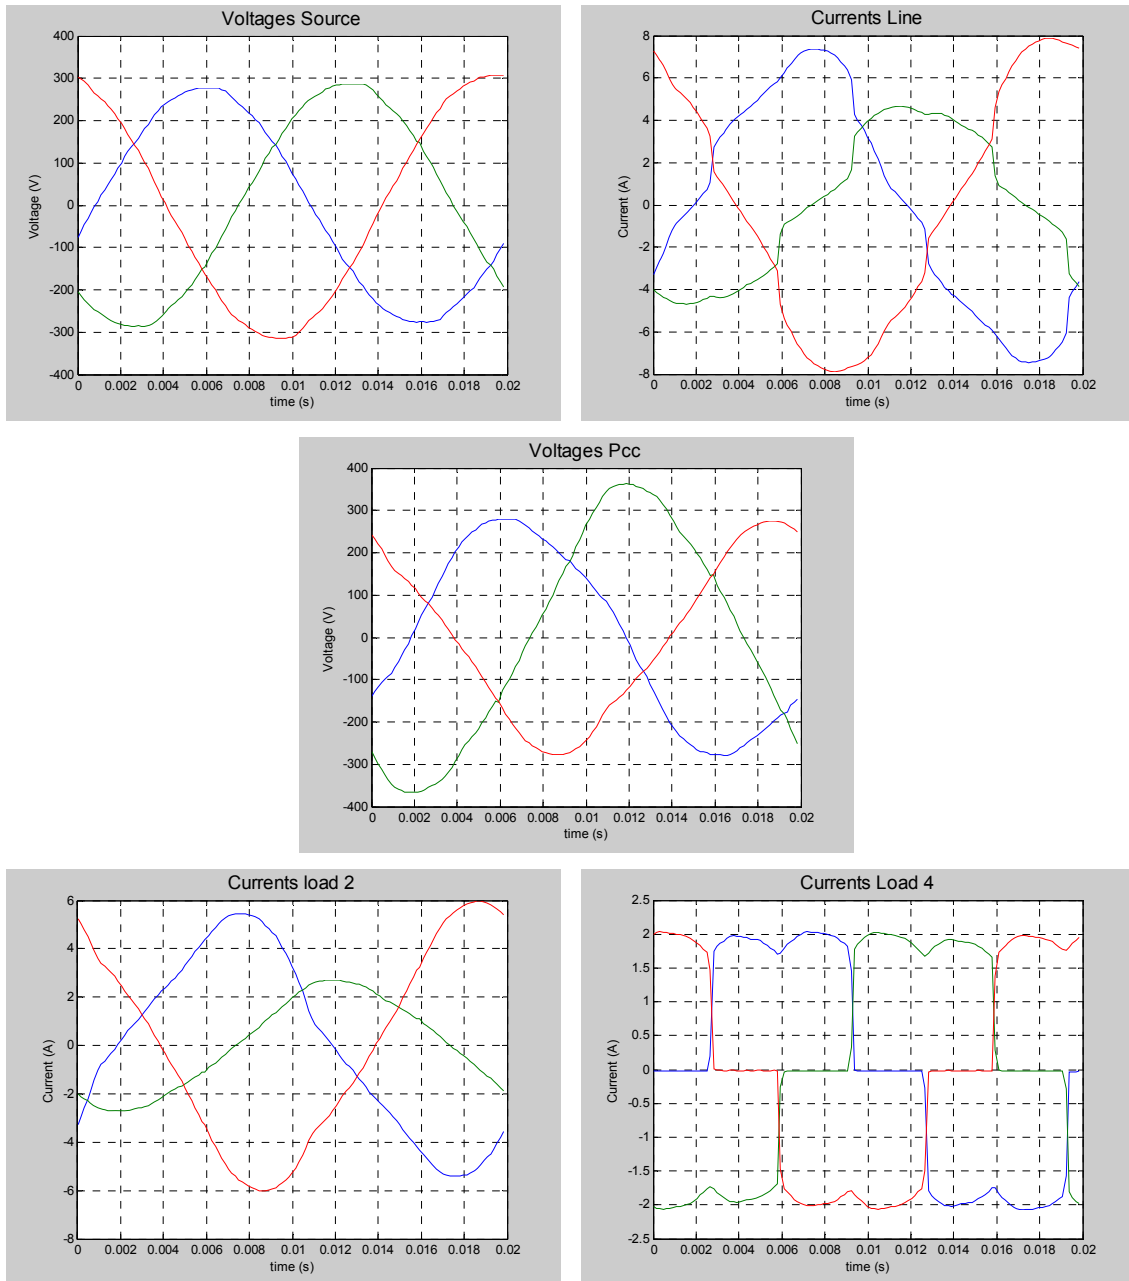 Voltages Source
400
300
200
100
0
-100
-200
-300
-400
Voltage (V)
0 0.002 0.004 0.006 0.008 0.01 0.012 0.014 0.016 0.018 0.02
time (s)
Currents Line
8
6
4
2
0
-2
-4
-6
-8
Current (A)
0 0.002 0.004 0.006 0.008 0.01 0.012 0.014 0.016 0.018 0.02
time (s)
Voltages Pcc
400
300
200
100
0
-100
-200
-300
-400
Voltage (V)
0 0.002 0.004 0.006 0.008 0.01 0.012 0.014 0.016 0.018 0.02
time (s)
Currents load 2
6
4
2
0
-2
-4
-6
-8
Current (A)
0 0.002 0.004 0.006 0.008 0.01 0.012 0.014 0.016 0.018 0.02
time (s)
Currents Load 4
2.5
2
1.5
1
0.5
0
-0.5
-1
-1.5
-2
-2.5
Current (A)
0 0.002 0.004 0.006 0.008 0.01 0.012 0.014 0.016 0.018 0.02
time (s)